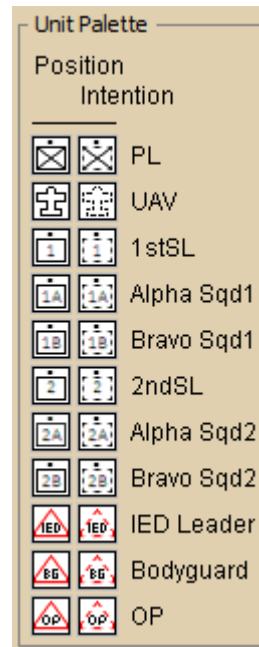 Unit Palette
Position
Intention
PL
UAV
1 1 1stSL
1A 1A Alpha Sqd1
1B 1B Bravo Sqd1
2 2 2ndSL
2A 2A Alpha Sqd2
2B 2B Bravo Sqd2
IED IED IED Leader
BG BG Bodyguard
OP OP OP